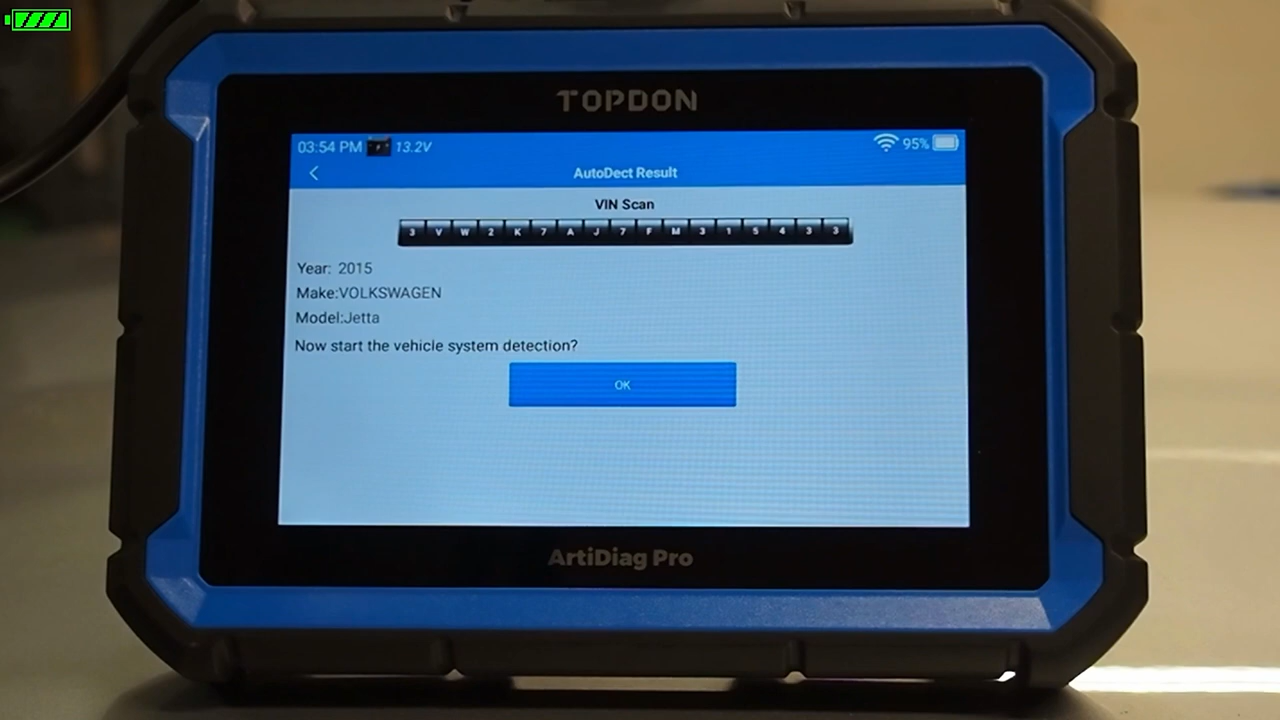 TOPDON
03:54 PM 13.2V 95%
AutoDect Result
VIN Scan
3 V W 2 K 7 A J 7 F M 3 1 5 4 3 3
Year: 2015
Make:VOLKSWAGEN
Model:Jetta
Now start the vehicle system detection?
OK
ArtiDiag Pro